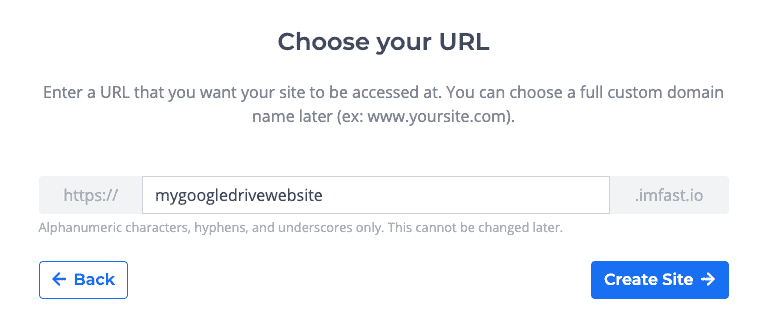 Choose your URL
Enter a URL that you want your site to be accessed at. You can choose a full custom domain
name later (ex: www.yoursite.com).
https:// mygoogledrivewebsite .imfast.io
Alphanumeric characters, hyphens, and underscores only. This cannot be changed later.
← Back Create Site →